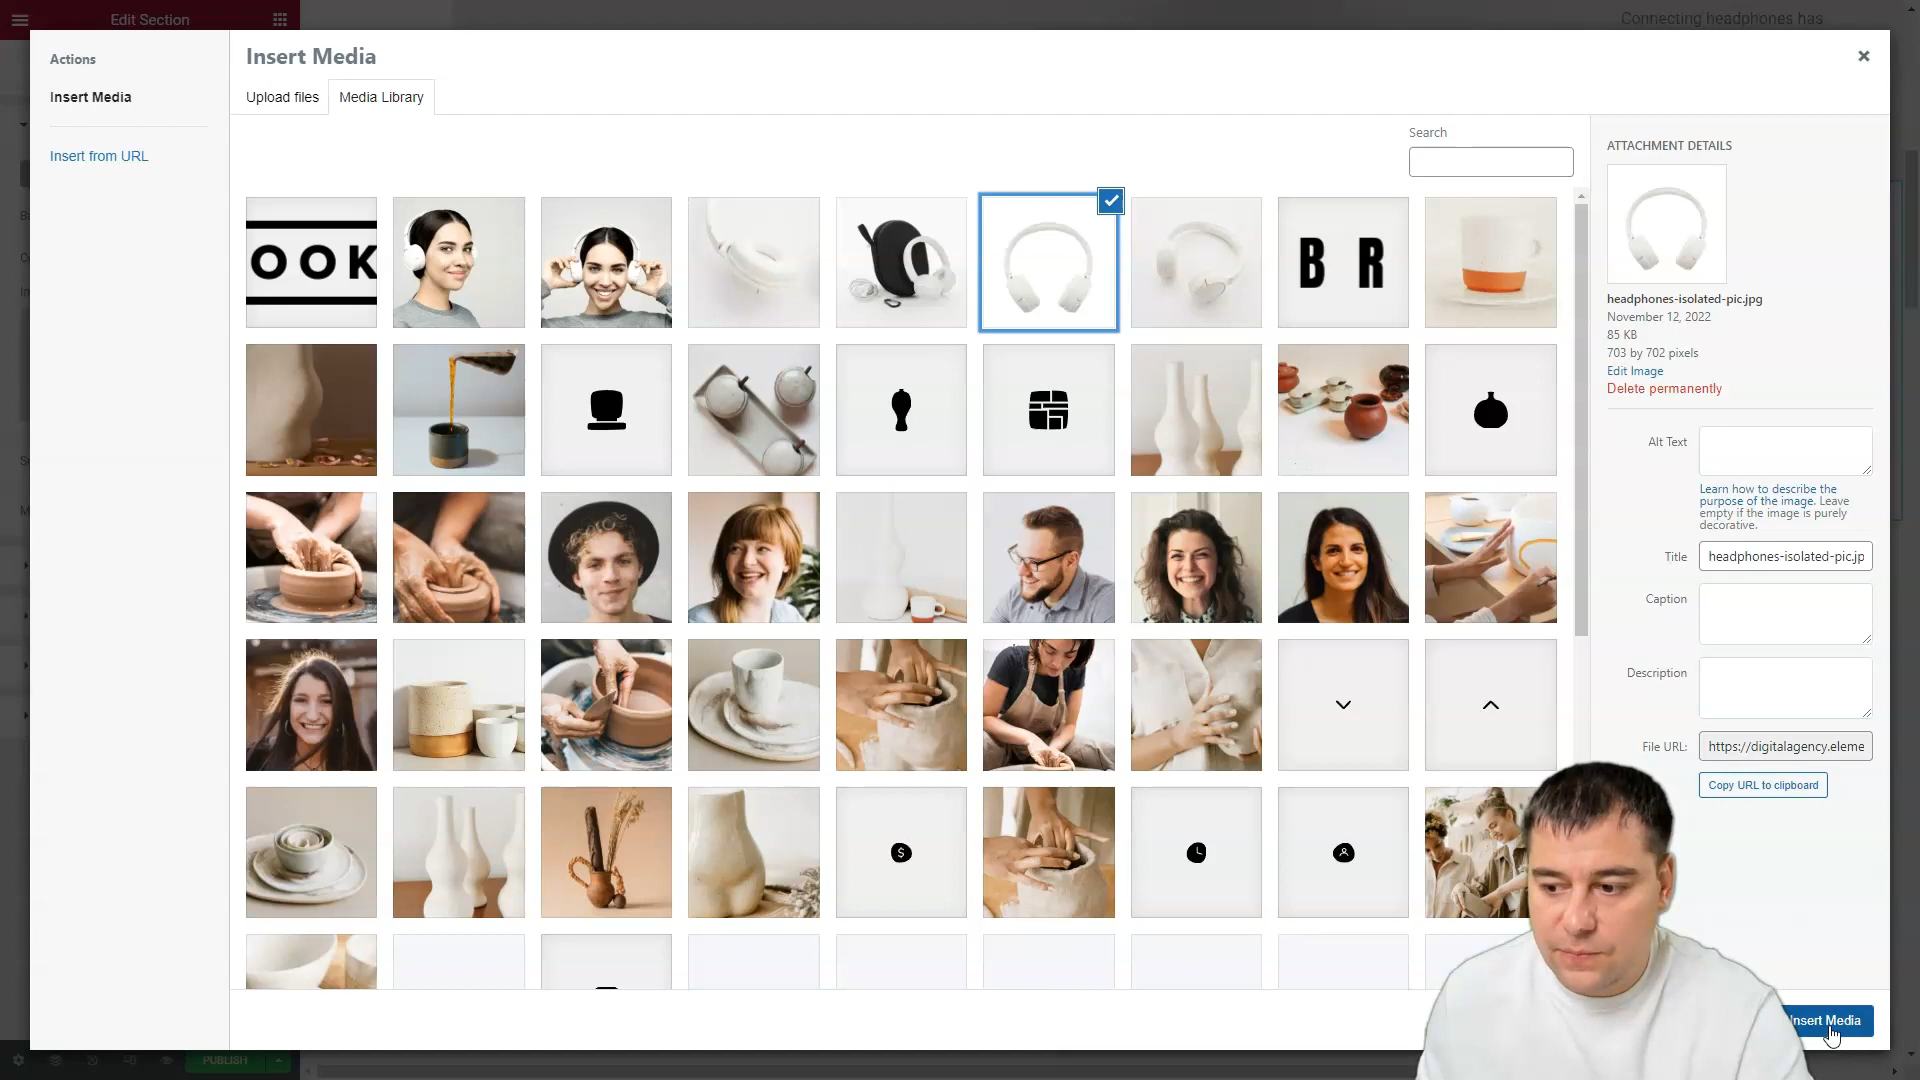 Edit Section
Connecting headphones has
Actions
Insert Media
Insert from URL
Insert Media
Upload files
Media Library
Search
OOK
B R
ATTACHMENT DETAILS
headphones-isolated-pic.jpg
November 12, 2022
85 KB
703 by 702 pixels
Edit Image
Delete permanently
Alt Text
Learn how to describe the
purpose of the image. Leave
empty if the image is purely
decorative.
Title
headphones-isolated-pic.jp
Caption
Description
File URL:
https://digitalagency.eleme
Copy URL to clipboard
$
Insert Media
PUBLISH